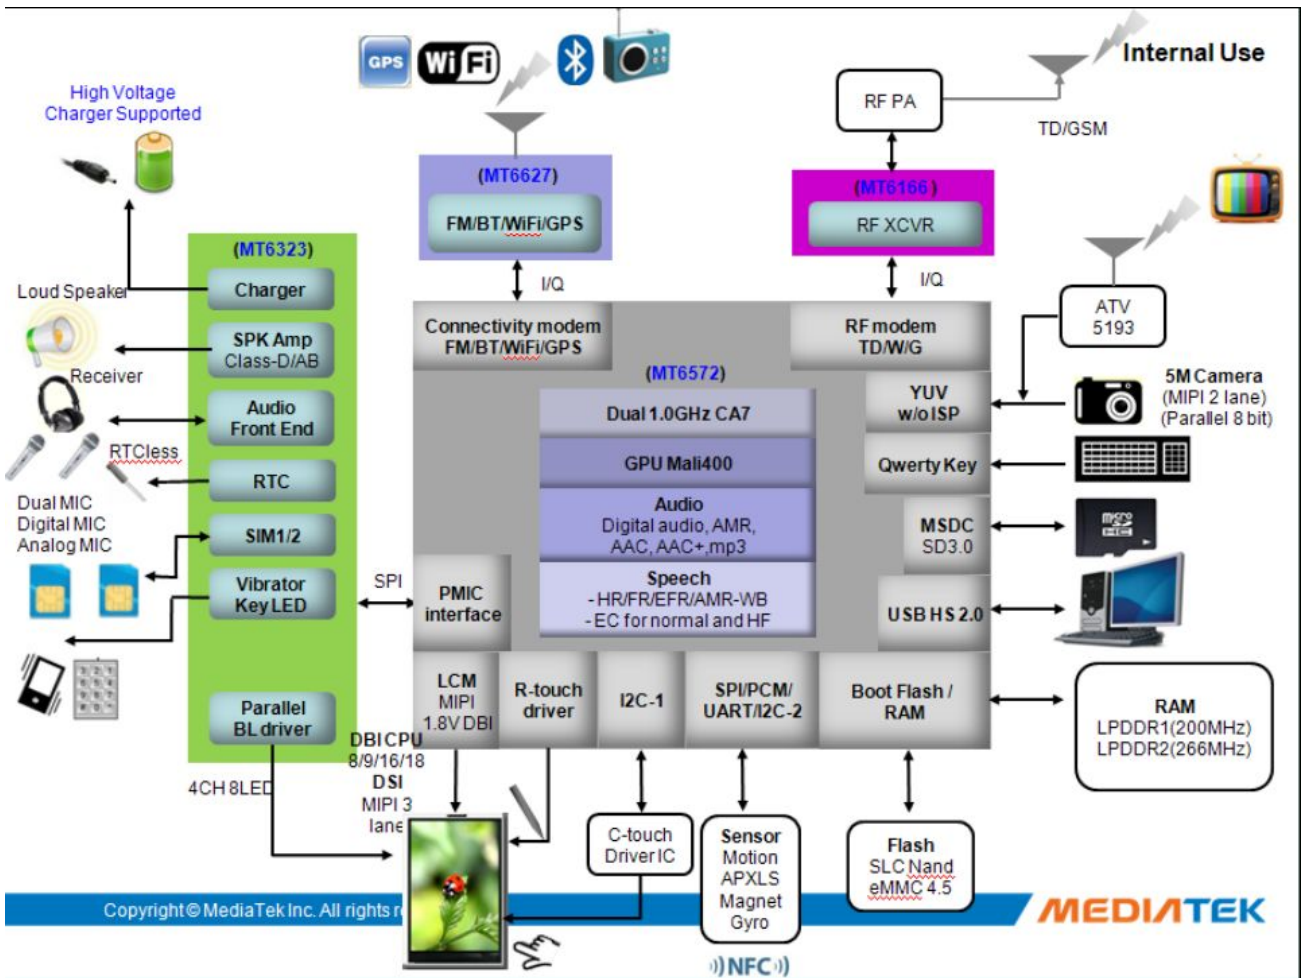 GPS
WiFi
Internal Use
RF PA
TD/GSM
High Voltage
Charger Supported
(MT6627)
FM/BT/WiFi/GPS
I/Q
(MT6166)
RF XCVR
I/Q
ATV
5193
(MT6323)
Charger
SPK Amp
Class-D/AB
Audio
Front End
RTC
SIM1/2
Vibrator
Key LED
Parallel
BL driver
Loud Speaker
Receiver
RTCless
Dual MIC
Digital MIC
Analog MIC
SPI
4CH 8LED
Connectivity modem
FM/BT/WiFi/GPS
RF modem
TD/W/G
(MT6572)
Dual 1.0GHz CA7
GPU Mali400
Audio
Digital audio, AMR,
AAC, AAC+,mp3
Speech
- HR/FR/EFR/AMR-WB
- EC for normal and HF
YUV
w/o ISP
Qwerty Key
MSDC
SD3.0
USB HS 2.0
PMIC
interface
LCM
MIPI
1.8V DBI
R-touch
driver
I2C-1
SPI/PCM/
UART/I2C-2
Boot Flash /
RAM
5M Camera
(MIPI 2 lane)
(Parallel 8 bit)
micro
HC
RAM
LPDDR1(200MHz)
LPDDR2(266MHz)
DBI CPU
8/9/16/18
DSI
MIPI 3
lane
C-touch
Driver IC
Sensor
Motion
APXLS
Magnet
Gyro
NFC
Flash
SLC Nand
eMMC 4.5
Copyright © MediaTek Inc. All rights re
MEDIATEK